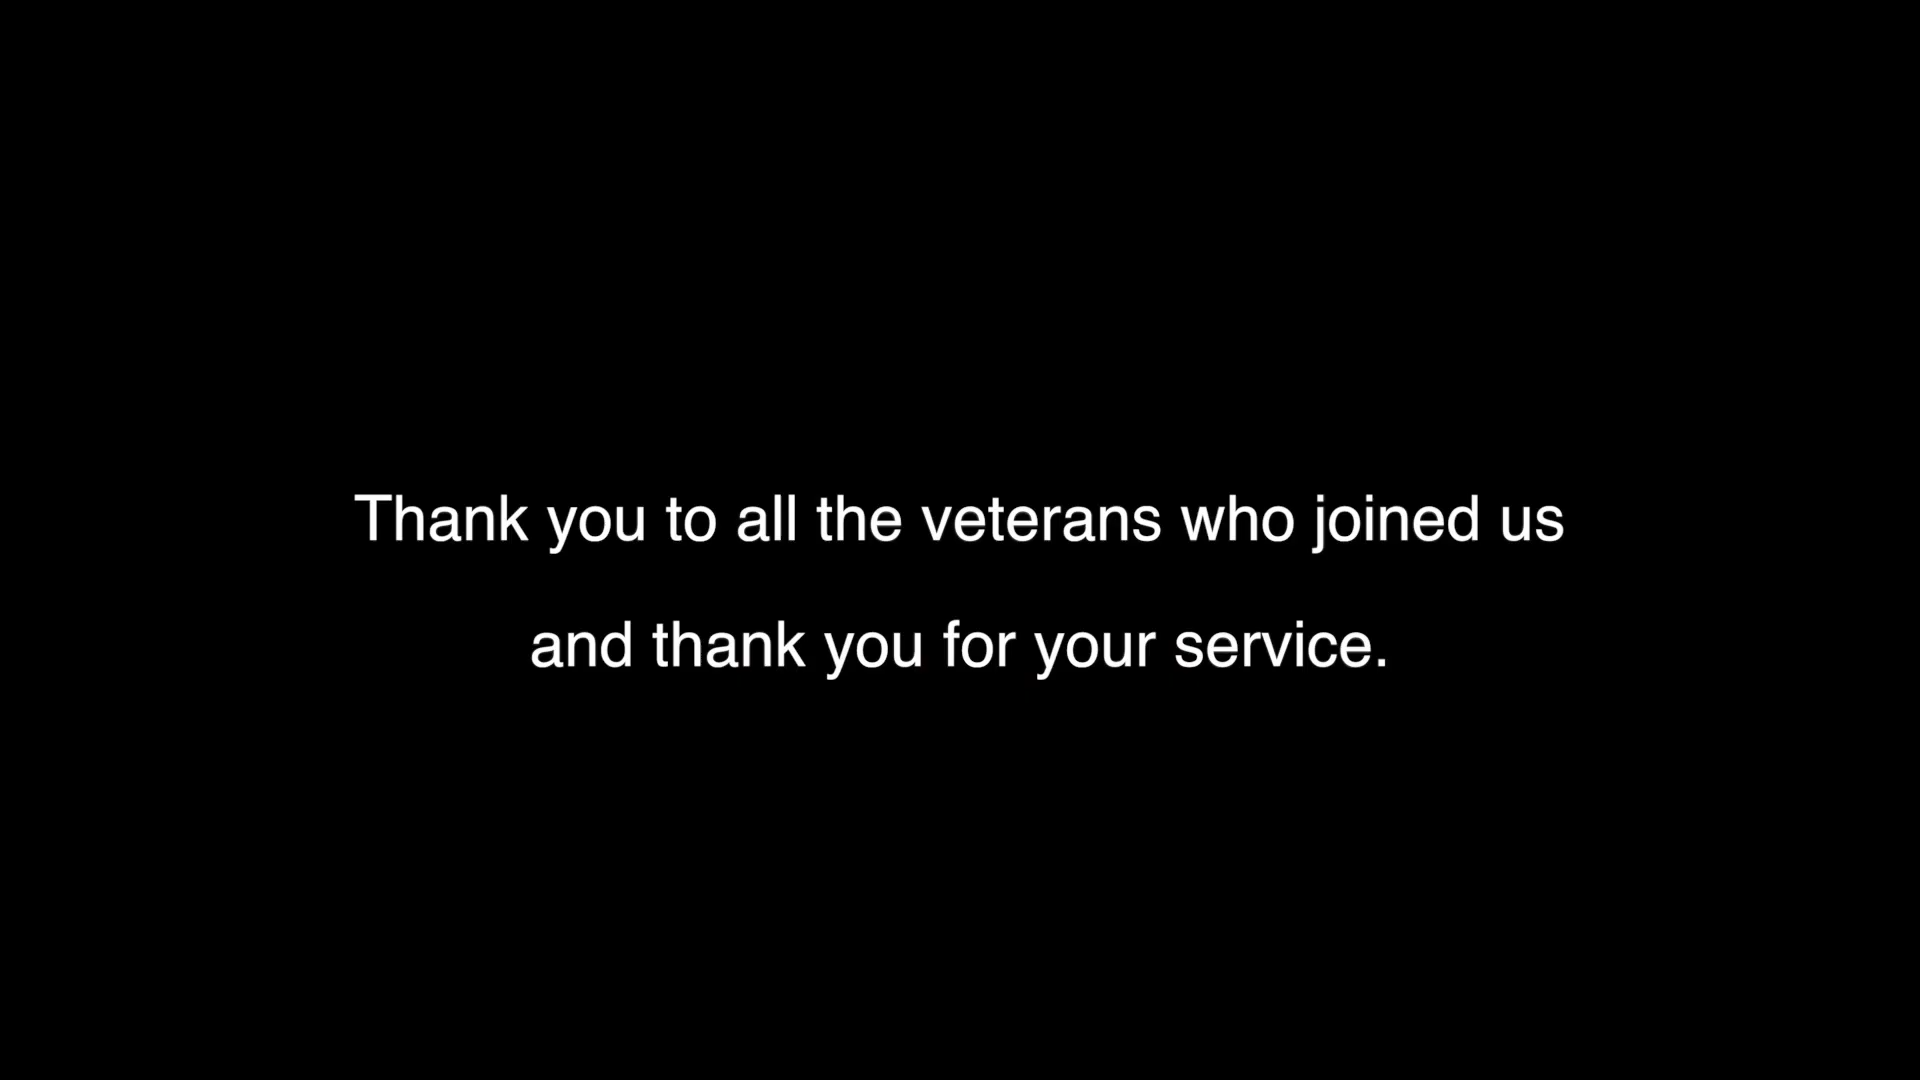 Thank you to all the veterans who joined us
and thank you for your service.